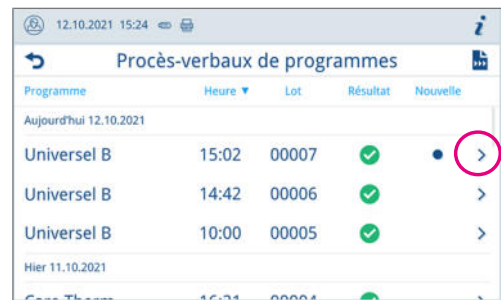 12.10.2021 15:24 i
Procès-verbaux de programmes
Programme Heure ▼ Lot Résultat Nouvelle
Aujourd'hui 12.10.2021
Universel B 15:02 00007
Universel B 14:42 00006
Universel B 10:00 00005
Hier 11.10.2021